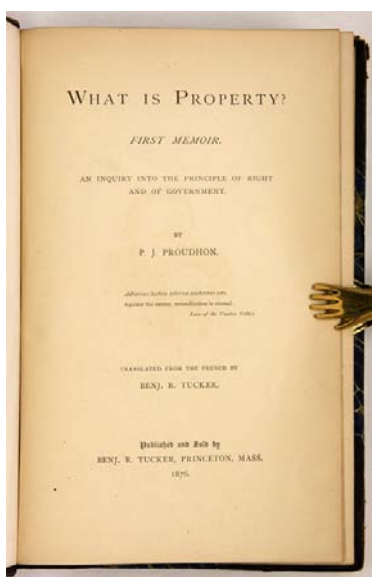 WHAT IS PROPERTY?
FIRST MEMOIR.
AN INQUIRY INTO THE PRINCIPLE OF RIGHT
AND OF GOVERNMENT.
BY
P. J. PROUDHON.
Adversus hostem æterna auctoritas esto.
Against the enemy, revendication is eternal.
Law of the Twelve Tables.
TRANSLATED FROM THE FRENCH BY
BENJ. R. TUCKER.
Published and Sold by
BENJ. R. TUCKER, PRINCETON, MASS.
1876.